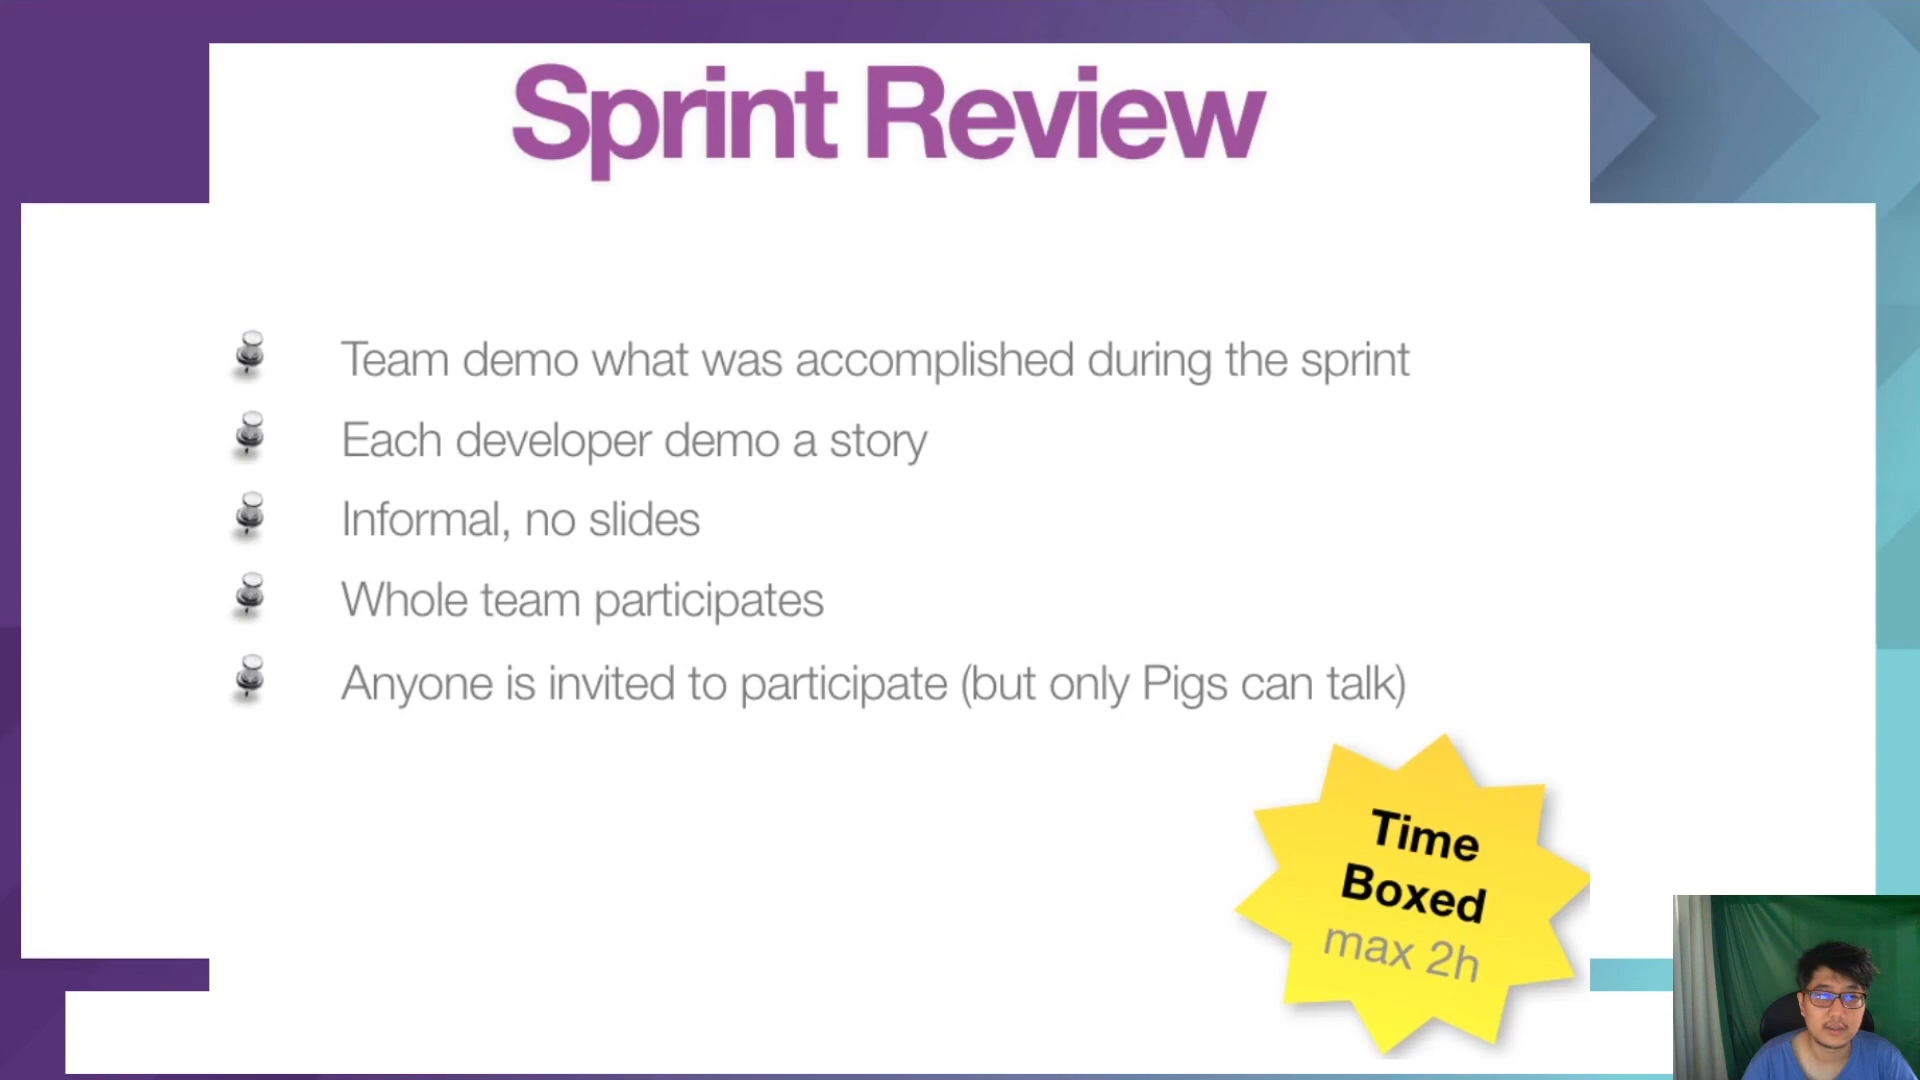 Sprint Review
Team demo what was accomplished during the sprint
Each developer demo a story
Informal, no slides
Whole team participates
Anyone is invited to participate (but only Pigs can talk)
Time
Boxed
max 2h